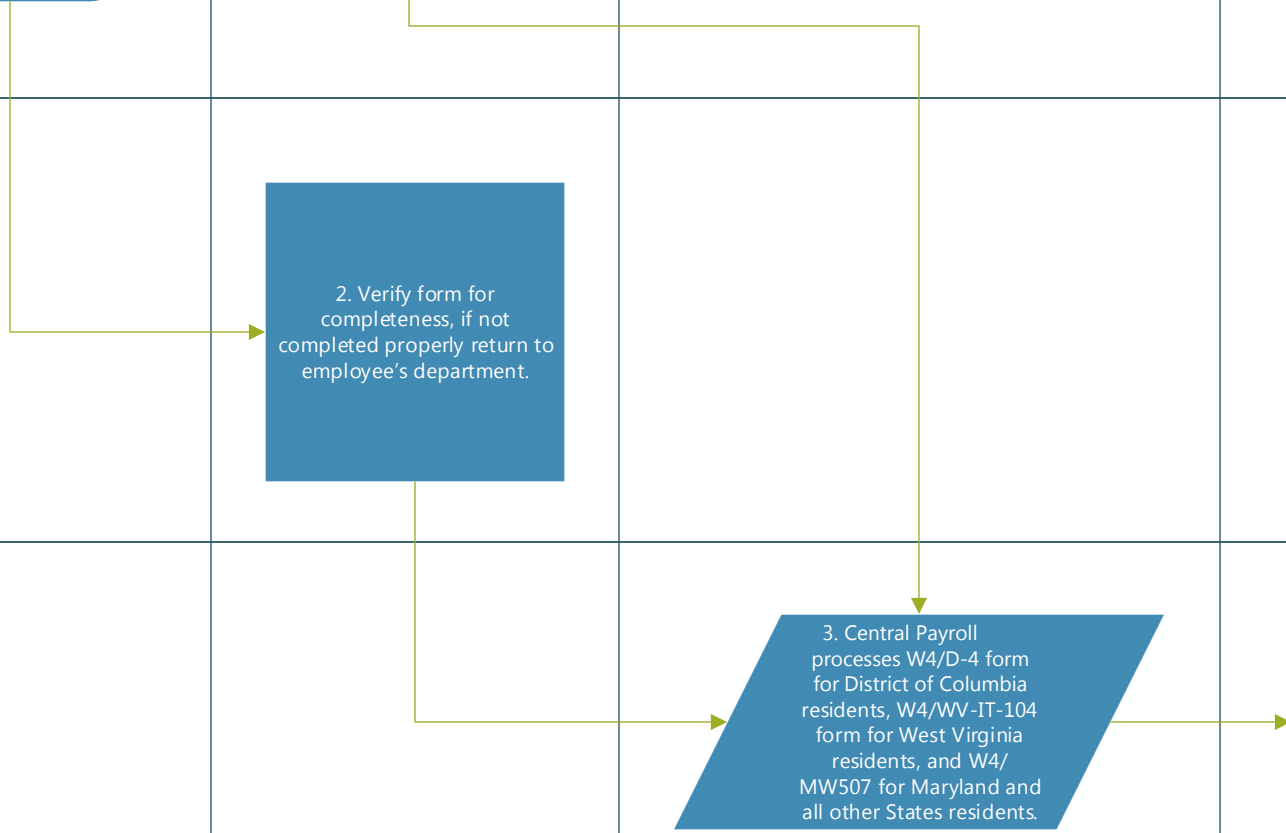 2. Verify form for
completeness, if not
completed properly return to
employee’s department.
3. Central Payroll
processes W4/D-4 form
for District of Columbia
residents, W4/WV-IT-104
form for West Virginia
residents, and W4/
MW507 for Maryland and
all other States residents.